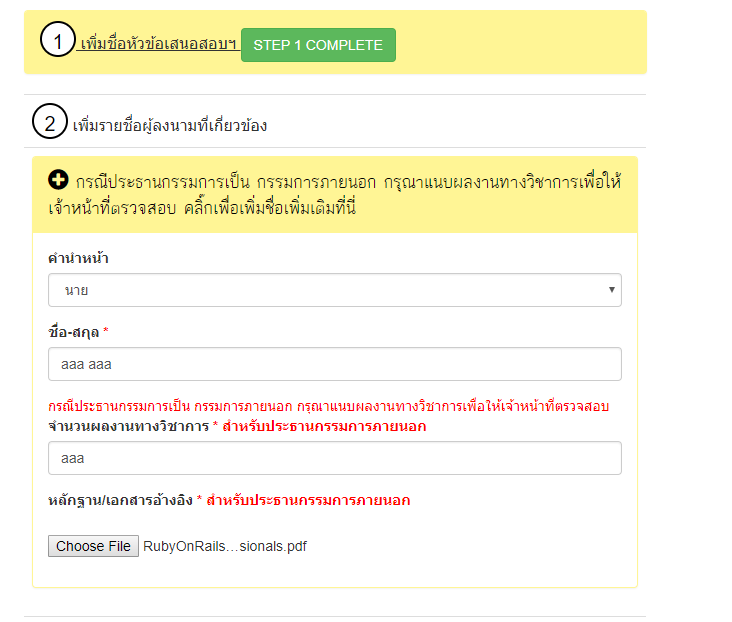 1 เพิ่มชื่อหัวข้อเสนอสอบฯ STEP 1 COMPLETE
2 เพิ่มรายชื่อผู้ลงนามที่เกี่ยวข้อง
กรณีประธานกรรมการเป็น กรรมการภายนอก กรุณาแนบผลงานทางวิชาการเพื่อให้
เจ้าหน้าที่ตรวจสอบ คลิ๊กเพื่อเพิ่มชื่อเพิ่มเติมที่นี่
คำนำหน้า
นาย
ชื่อ-สกุล *
aaa aaa
กรณีประธานกรรมการเป็น กรรมการภายนอก กรุณาแนบผลงานทางวิชาการเพื่อให้เจ้าหน้าที่ตรวจสอบ
จำนวนผลงานทางวิชาการ * สำหรับประธานกรรมการภายนอก
aaa
หลักฐาน/เอกสารอ้างอิง * สำหรับประธานกรรมการภายนอก
Choose File RubyOnRails…sionals.pdf